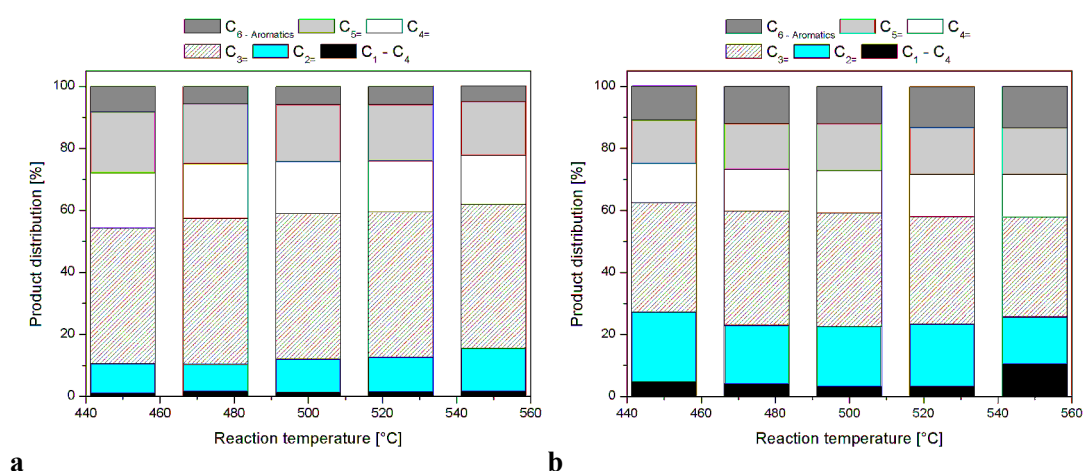 C6 - Aromatics C5= C4=
C3= C2= C1 - C4
100
80
60
40
20
0
440 460 480 500 520 540 560
Product distribution [%]
Reaction temperature [°C]
a
C6 - Aromatics C5= C4=
C3= C2= C1 - C4
100
80
60
40
20
0
440 460 480 500 520 540 560
Product distribution [%]
Reaction temperature [°C]
b